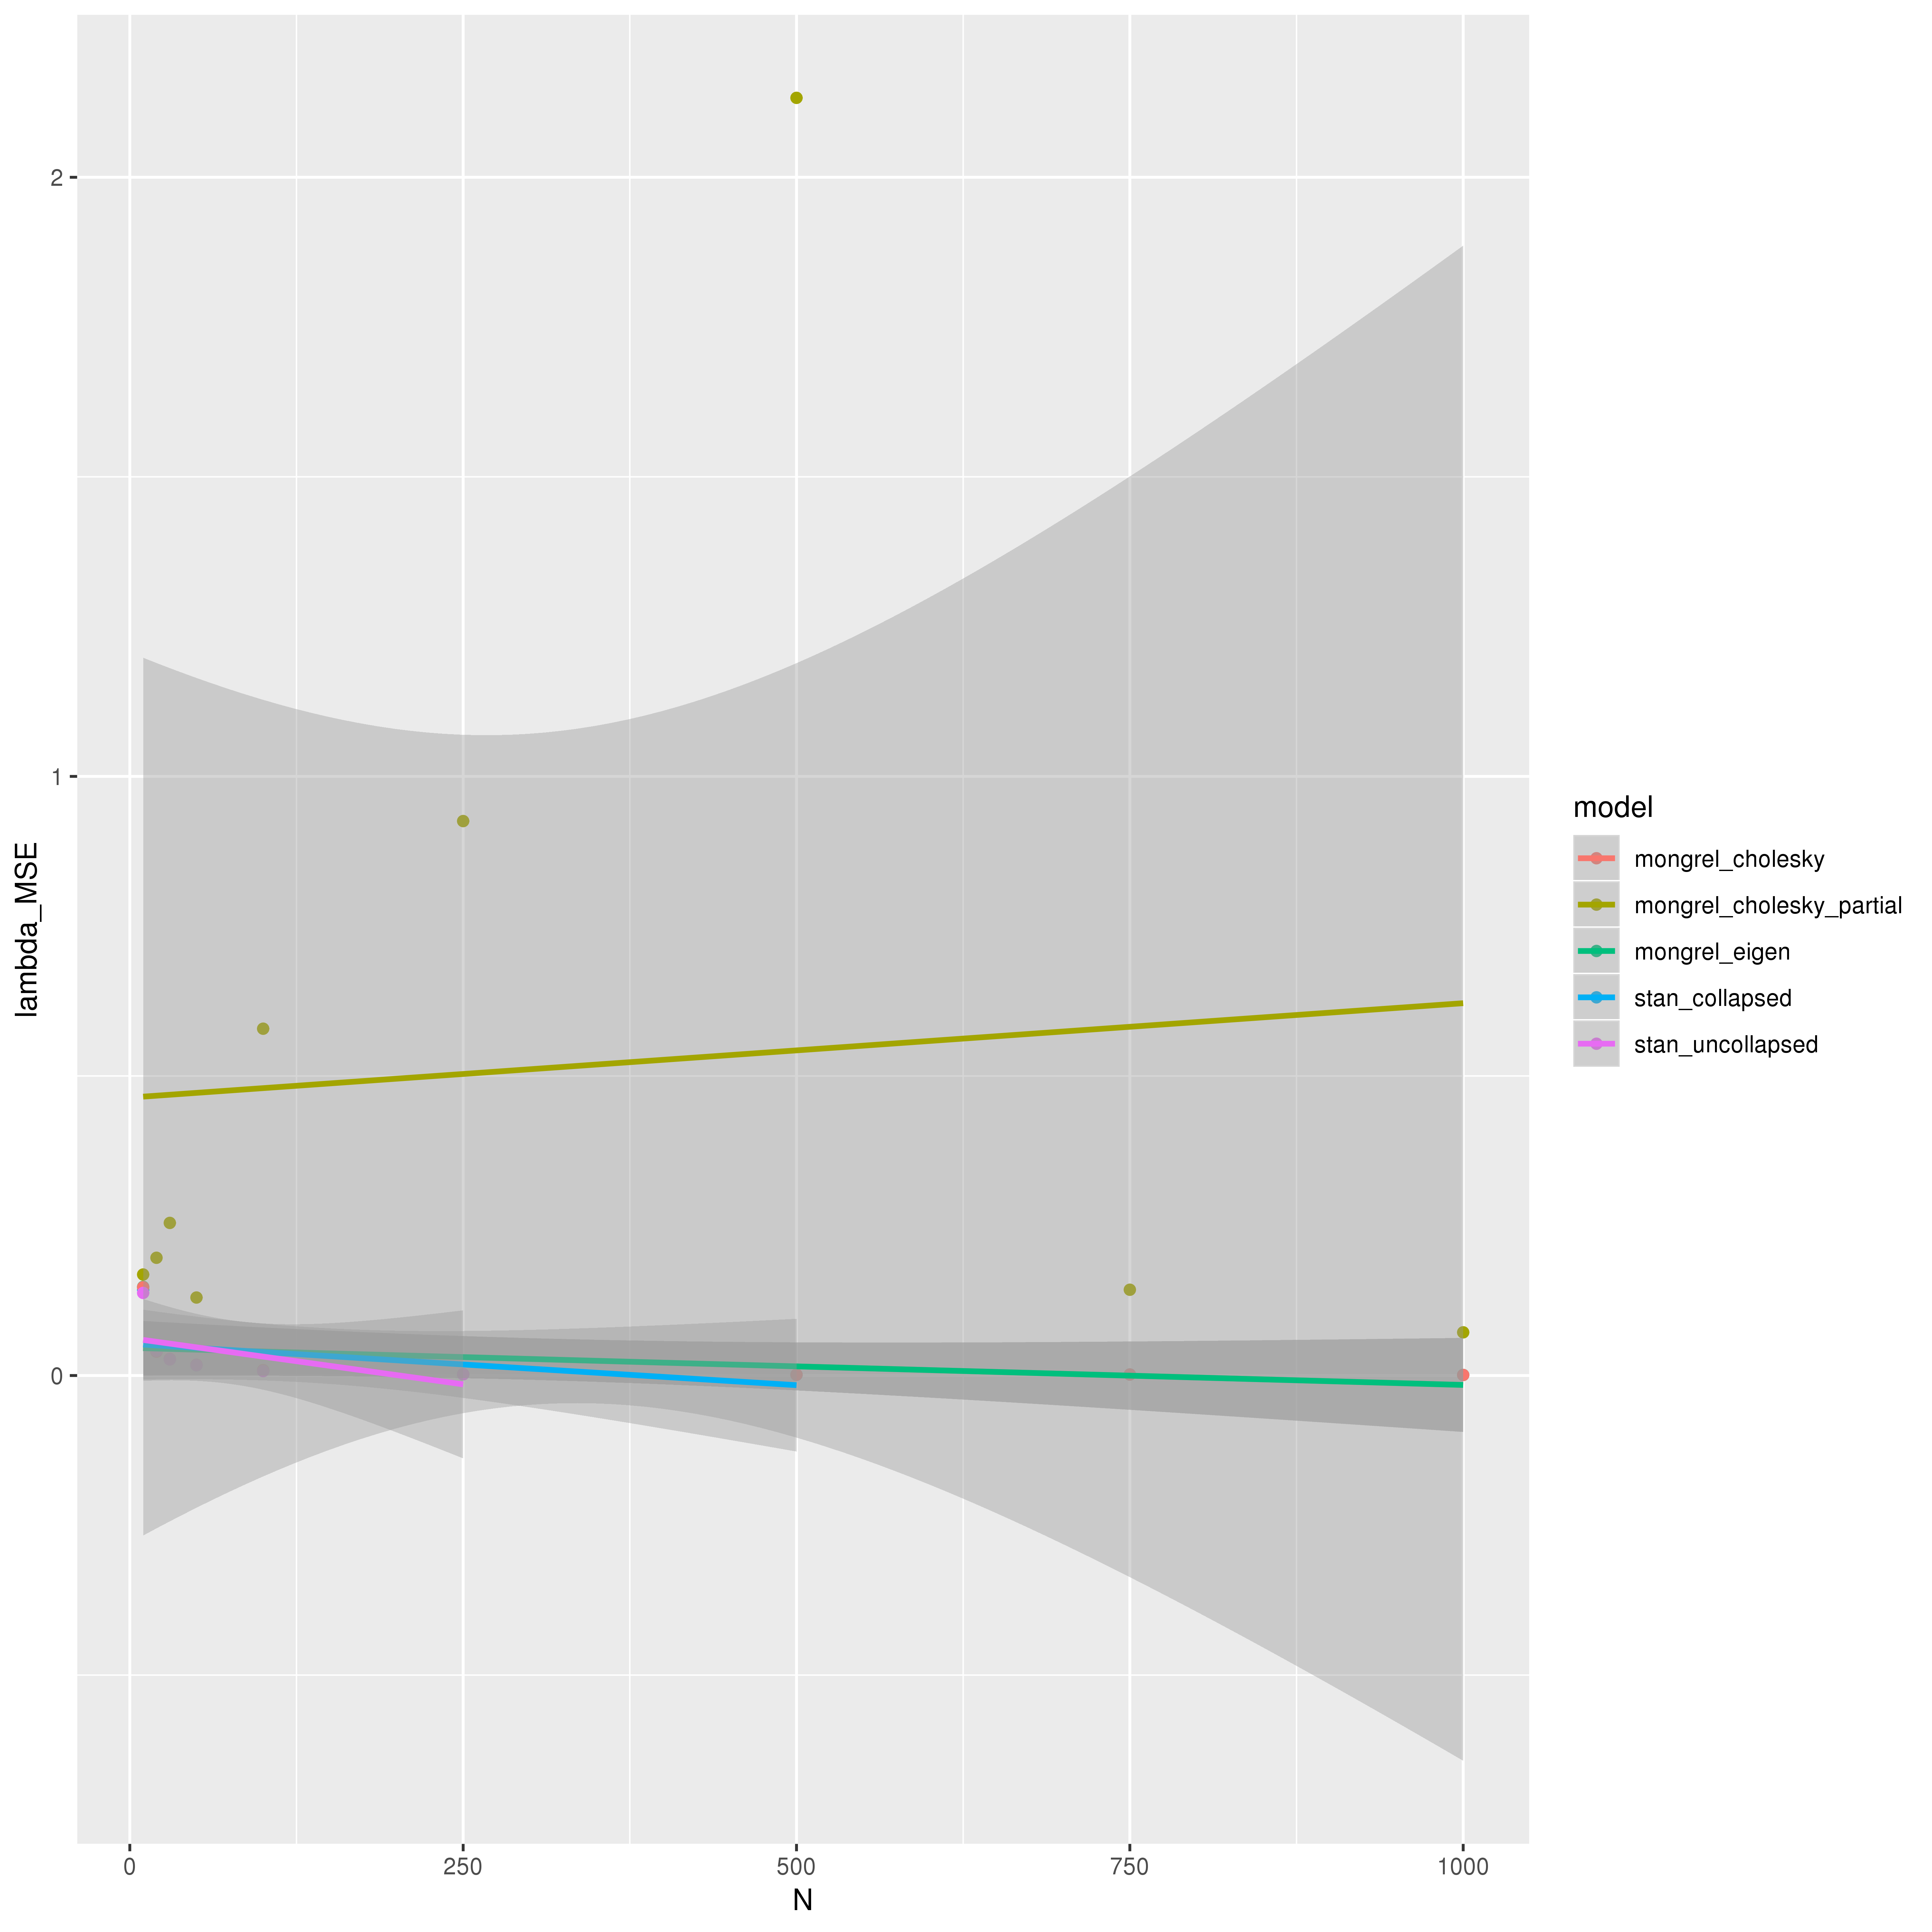 lambda_MSE
2
1
0
0
250
500
750
1000
N
model
mongrel_cholesky
mongrel_cholesky_partial
mongrel_eigen
stan_collapsed
stan_uncollapsed